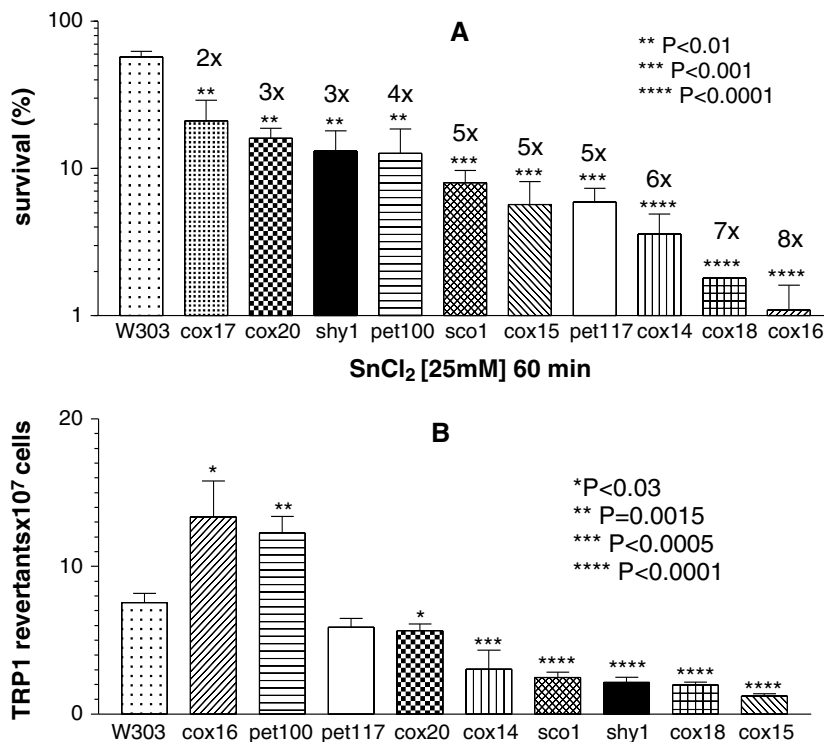 100
10
1
survival (%)
A
** P<0.01
*** P<0.001
**** P<0.0001
2x
3x
3x
4x
5x
5x
5x
6x
7x
8x
**
**
**
**
***
***
***
****
****
****
W303 cox17 cox20 shy1 pet100 sco1 cox15 pet117 cox14 cox18 cox16
SnCl₂ [25mM] 60 min
20
10
0
TRP1 revertantsx10⁷ cells
B
*P<0.03
** P=0.0015
*** P<0.0005
**** P<0.0001
*
**
*
***
****
****
****
****
W303 cox16 pet100 pet117 cox20 cox14 sco1 shy1 cox18 cox15